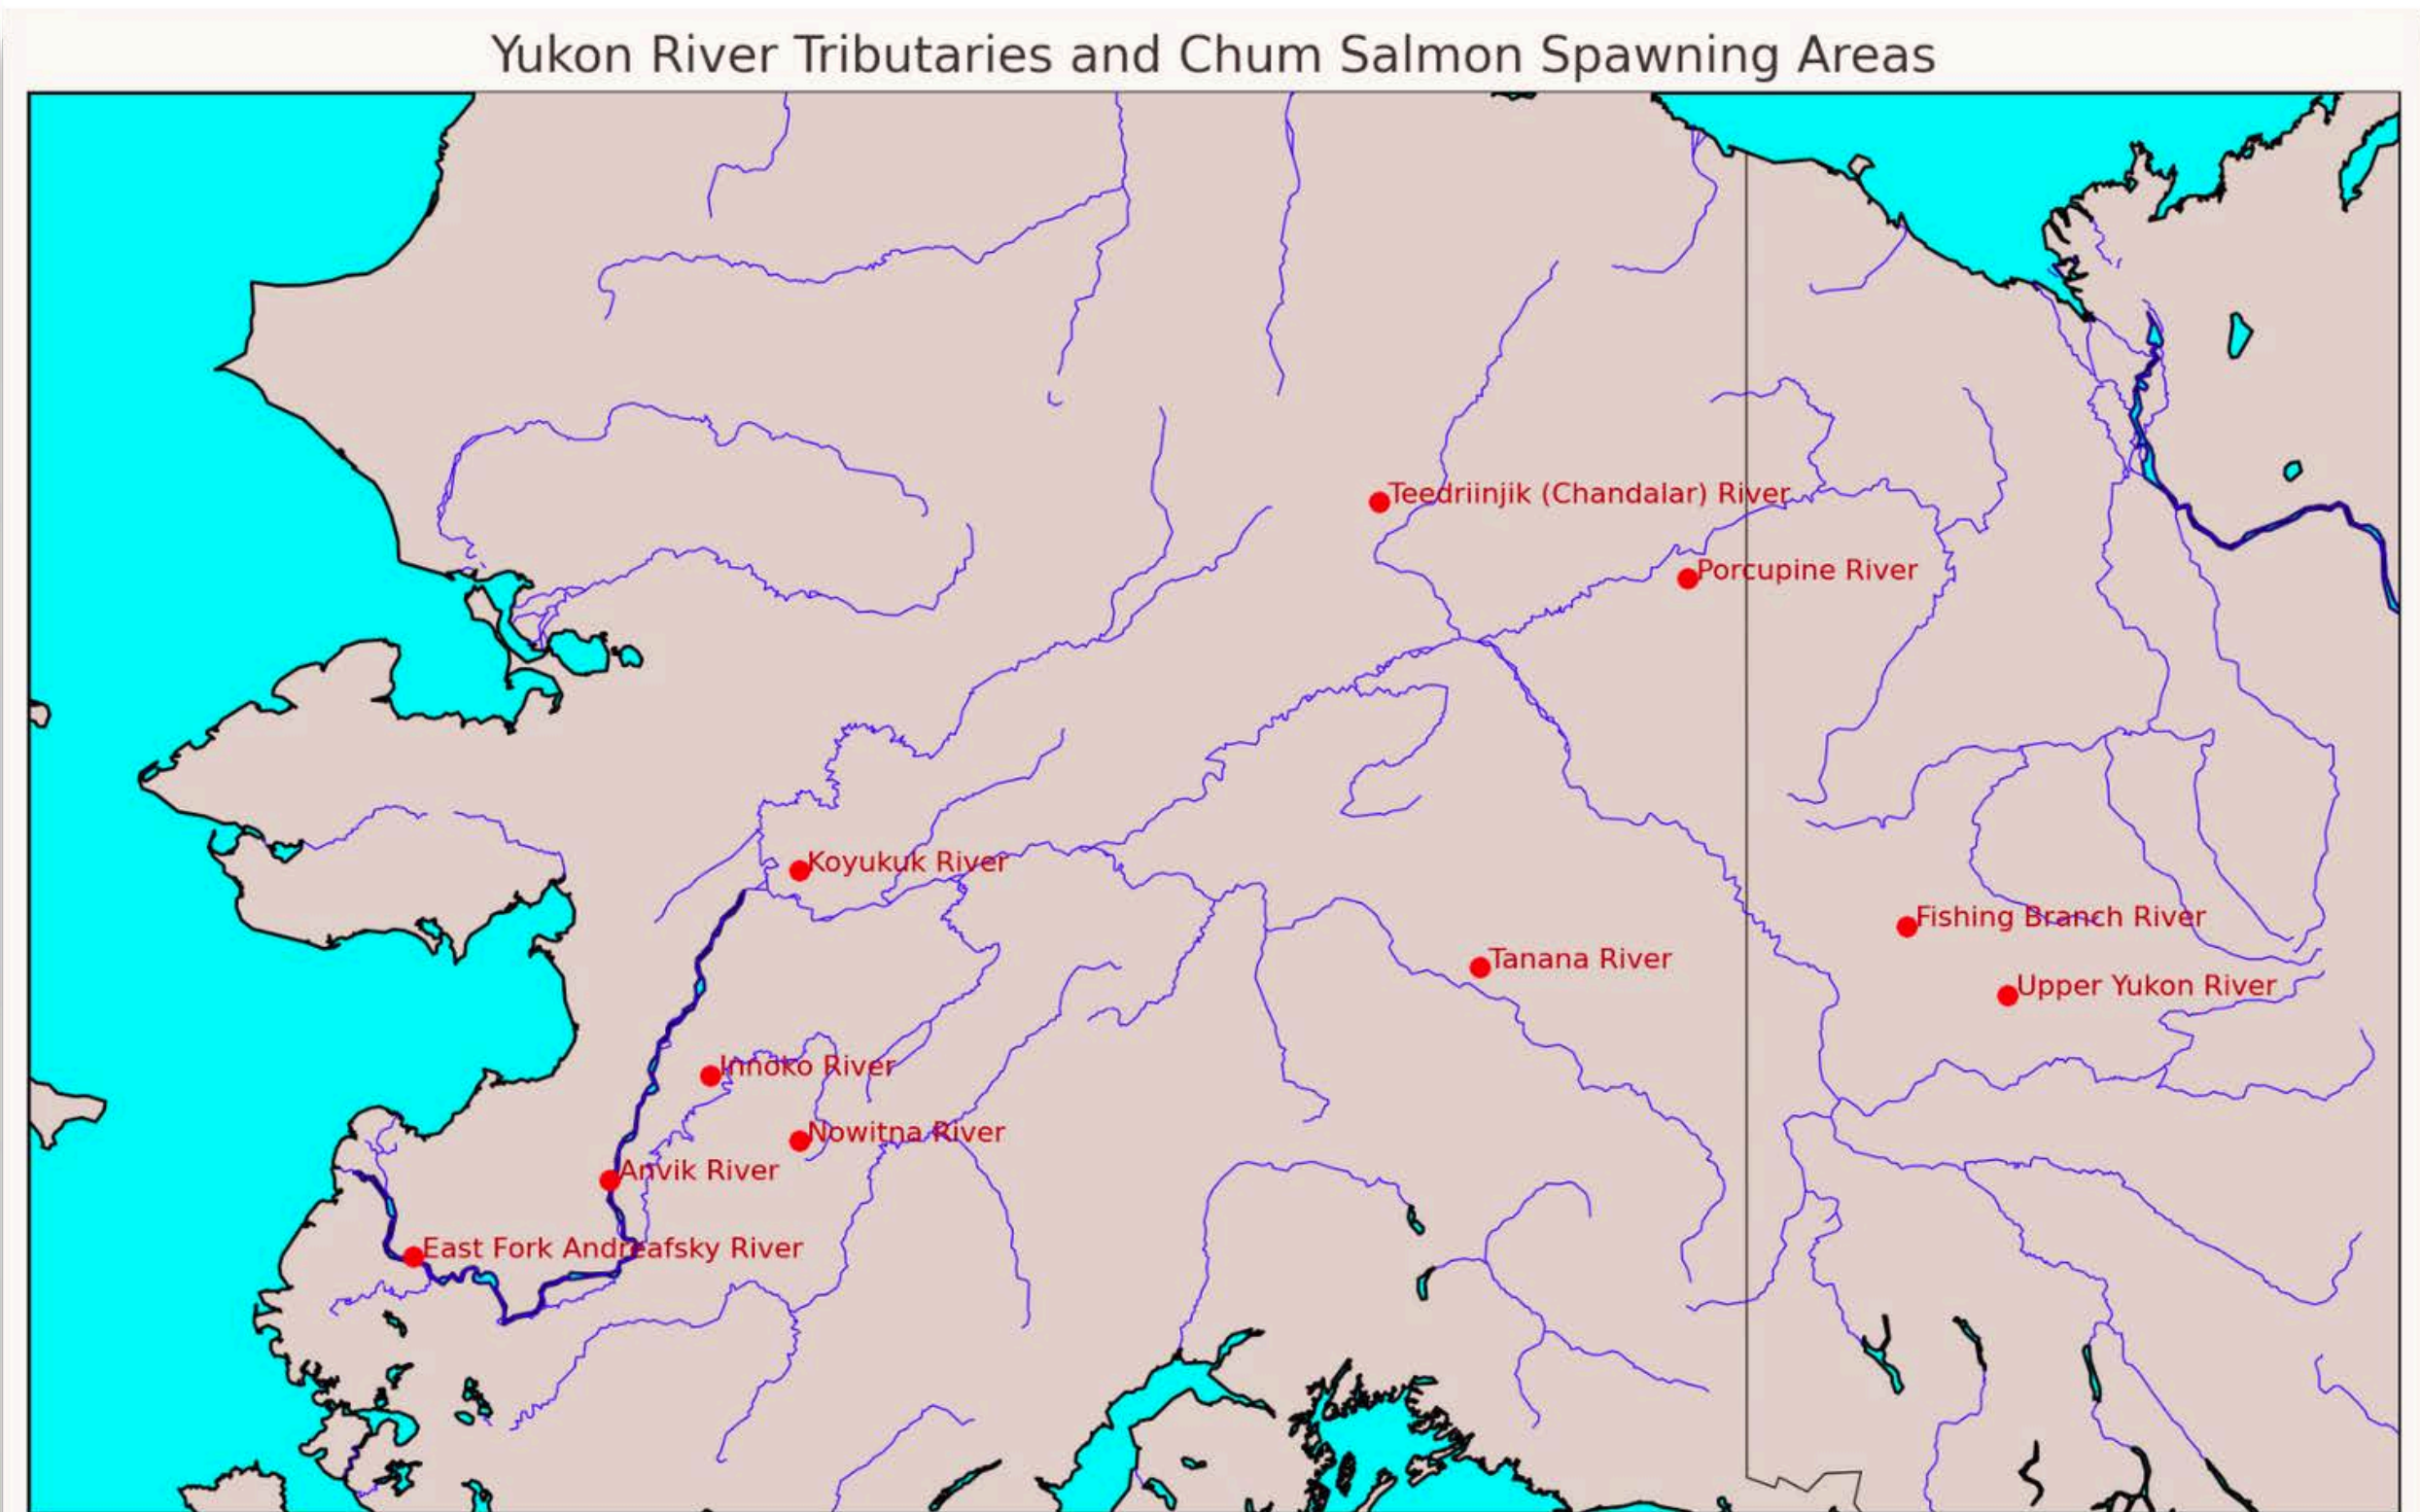 Yukon River Tributaries and Chum Salmon Spawning Areas
Teedriinjik (Chandalar) River
Porcupine River
Koyukuk River
Fishing Branch River
Tanana River
Upper Yukon River
Innoko River
Nowitna River
Anvik River
East Fork Andreafsky River